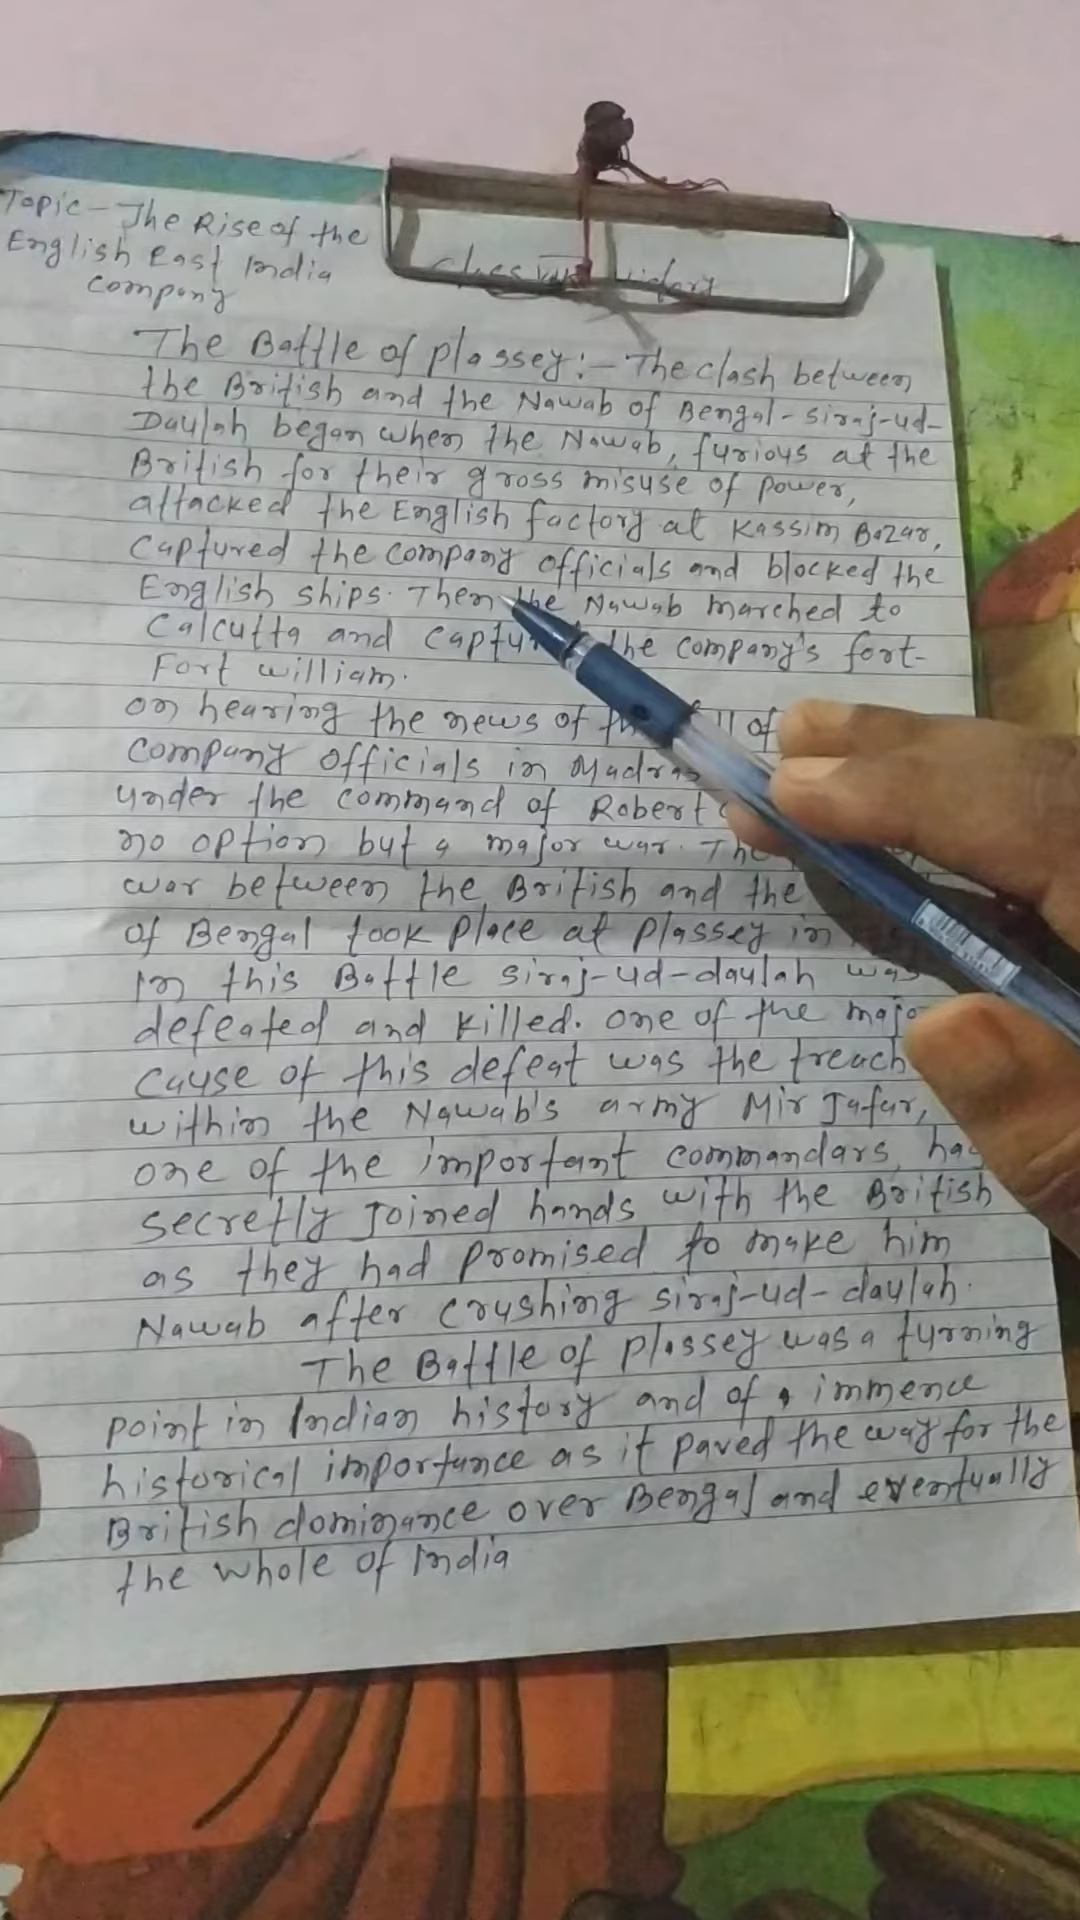 Topic - The Rise of the
English East India
Company
The Battle of Plassey:- The clash between
the British and the Nawab of Bengal - Siraj-ud-
Daulah began when the Nawab, furious at the
British for their gross misuse of power,
attacked the English factory at Kassim Bazar,
captured the company officials and blocked the
English ships. Then the Nawab marched to
Calcutta and the company's fort-
Fort William.
on hearing the news of of
company officials in Madras
under the command of Robert
no option but a major war.
war between the British and the
of Bengal took place at Plassey in
In this Battle Siraj-ud-daulah was
defeated and killed. one of the
cause of this defeat was the
within the Nawab's army Mir Jafar,
one of the important commandars,
secretly Joined hands with the British
as they had promised to make him
Nawab after crushing siraj-ud-daulah.
The Battle of Plassey was a turning
point in Indian history and of immence
historical importance as it paved the way for the
British dominance over Bengal and eventually
the whole of India